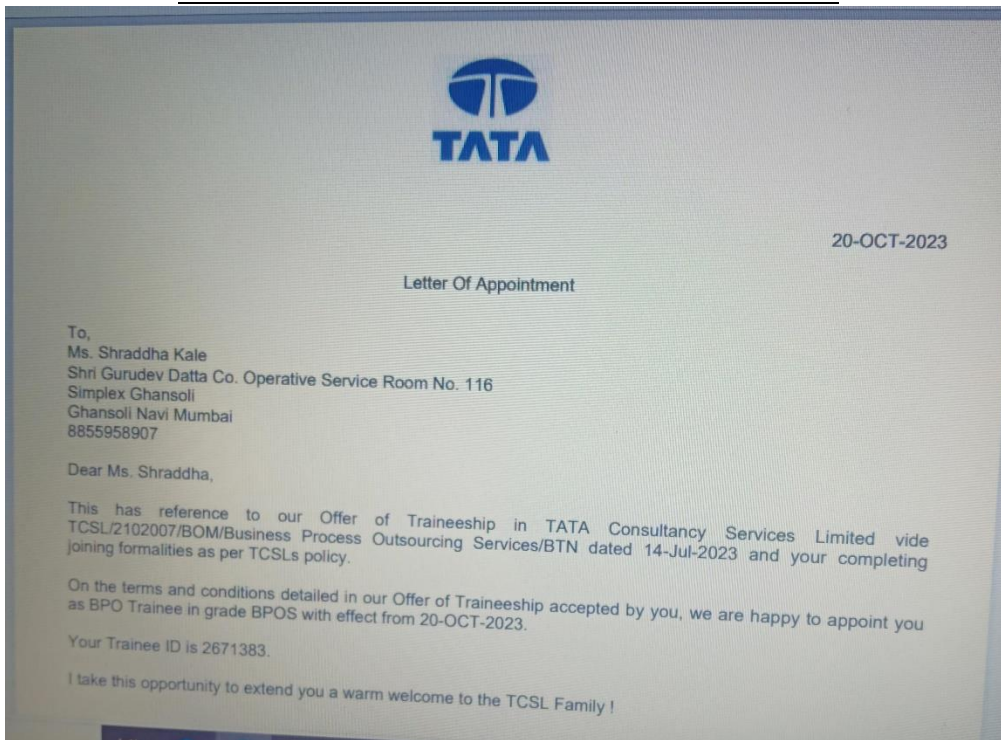 TATA
20-OCT-2023
Letter Of Appointment
To,
Ms. Shraddha Kale
Shri Gurudev Datta Co. Operative Service Room No. 116
Simplex Ghansoli
Ghansoli Navi Mumbai
8855958907
Dear Ms. Shraddha,
This has reference to our Offer of Traineeship in TATA Consultancy Services Limited vide
TCSL/2102007/BOM/Business Process Outsourcing Services/BTN dated 14-Jul-2023 and your completing
joining formalities as per TCSLs policy.
On the terms and conditions detailed in our Offer of Traineeship accepted by you, we are happy to appoint you
as BPO Trainee in grade BPOS with effect from 20-OCT-2023.
Your Trainee ID is 2671383.
I take this opportunity to extend you a warm welcome to the TCSL Family !